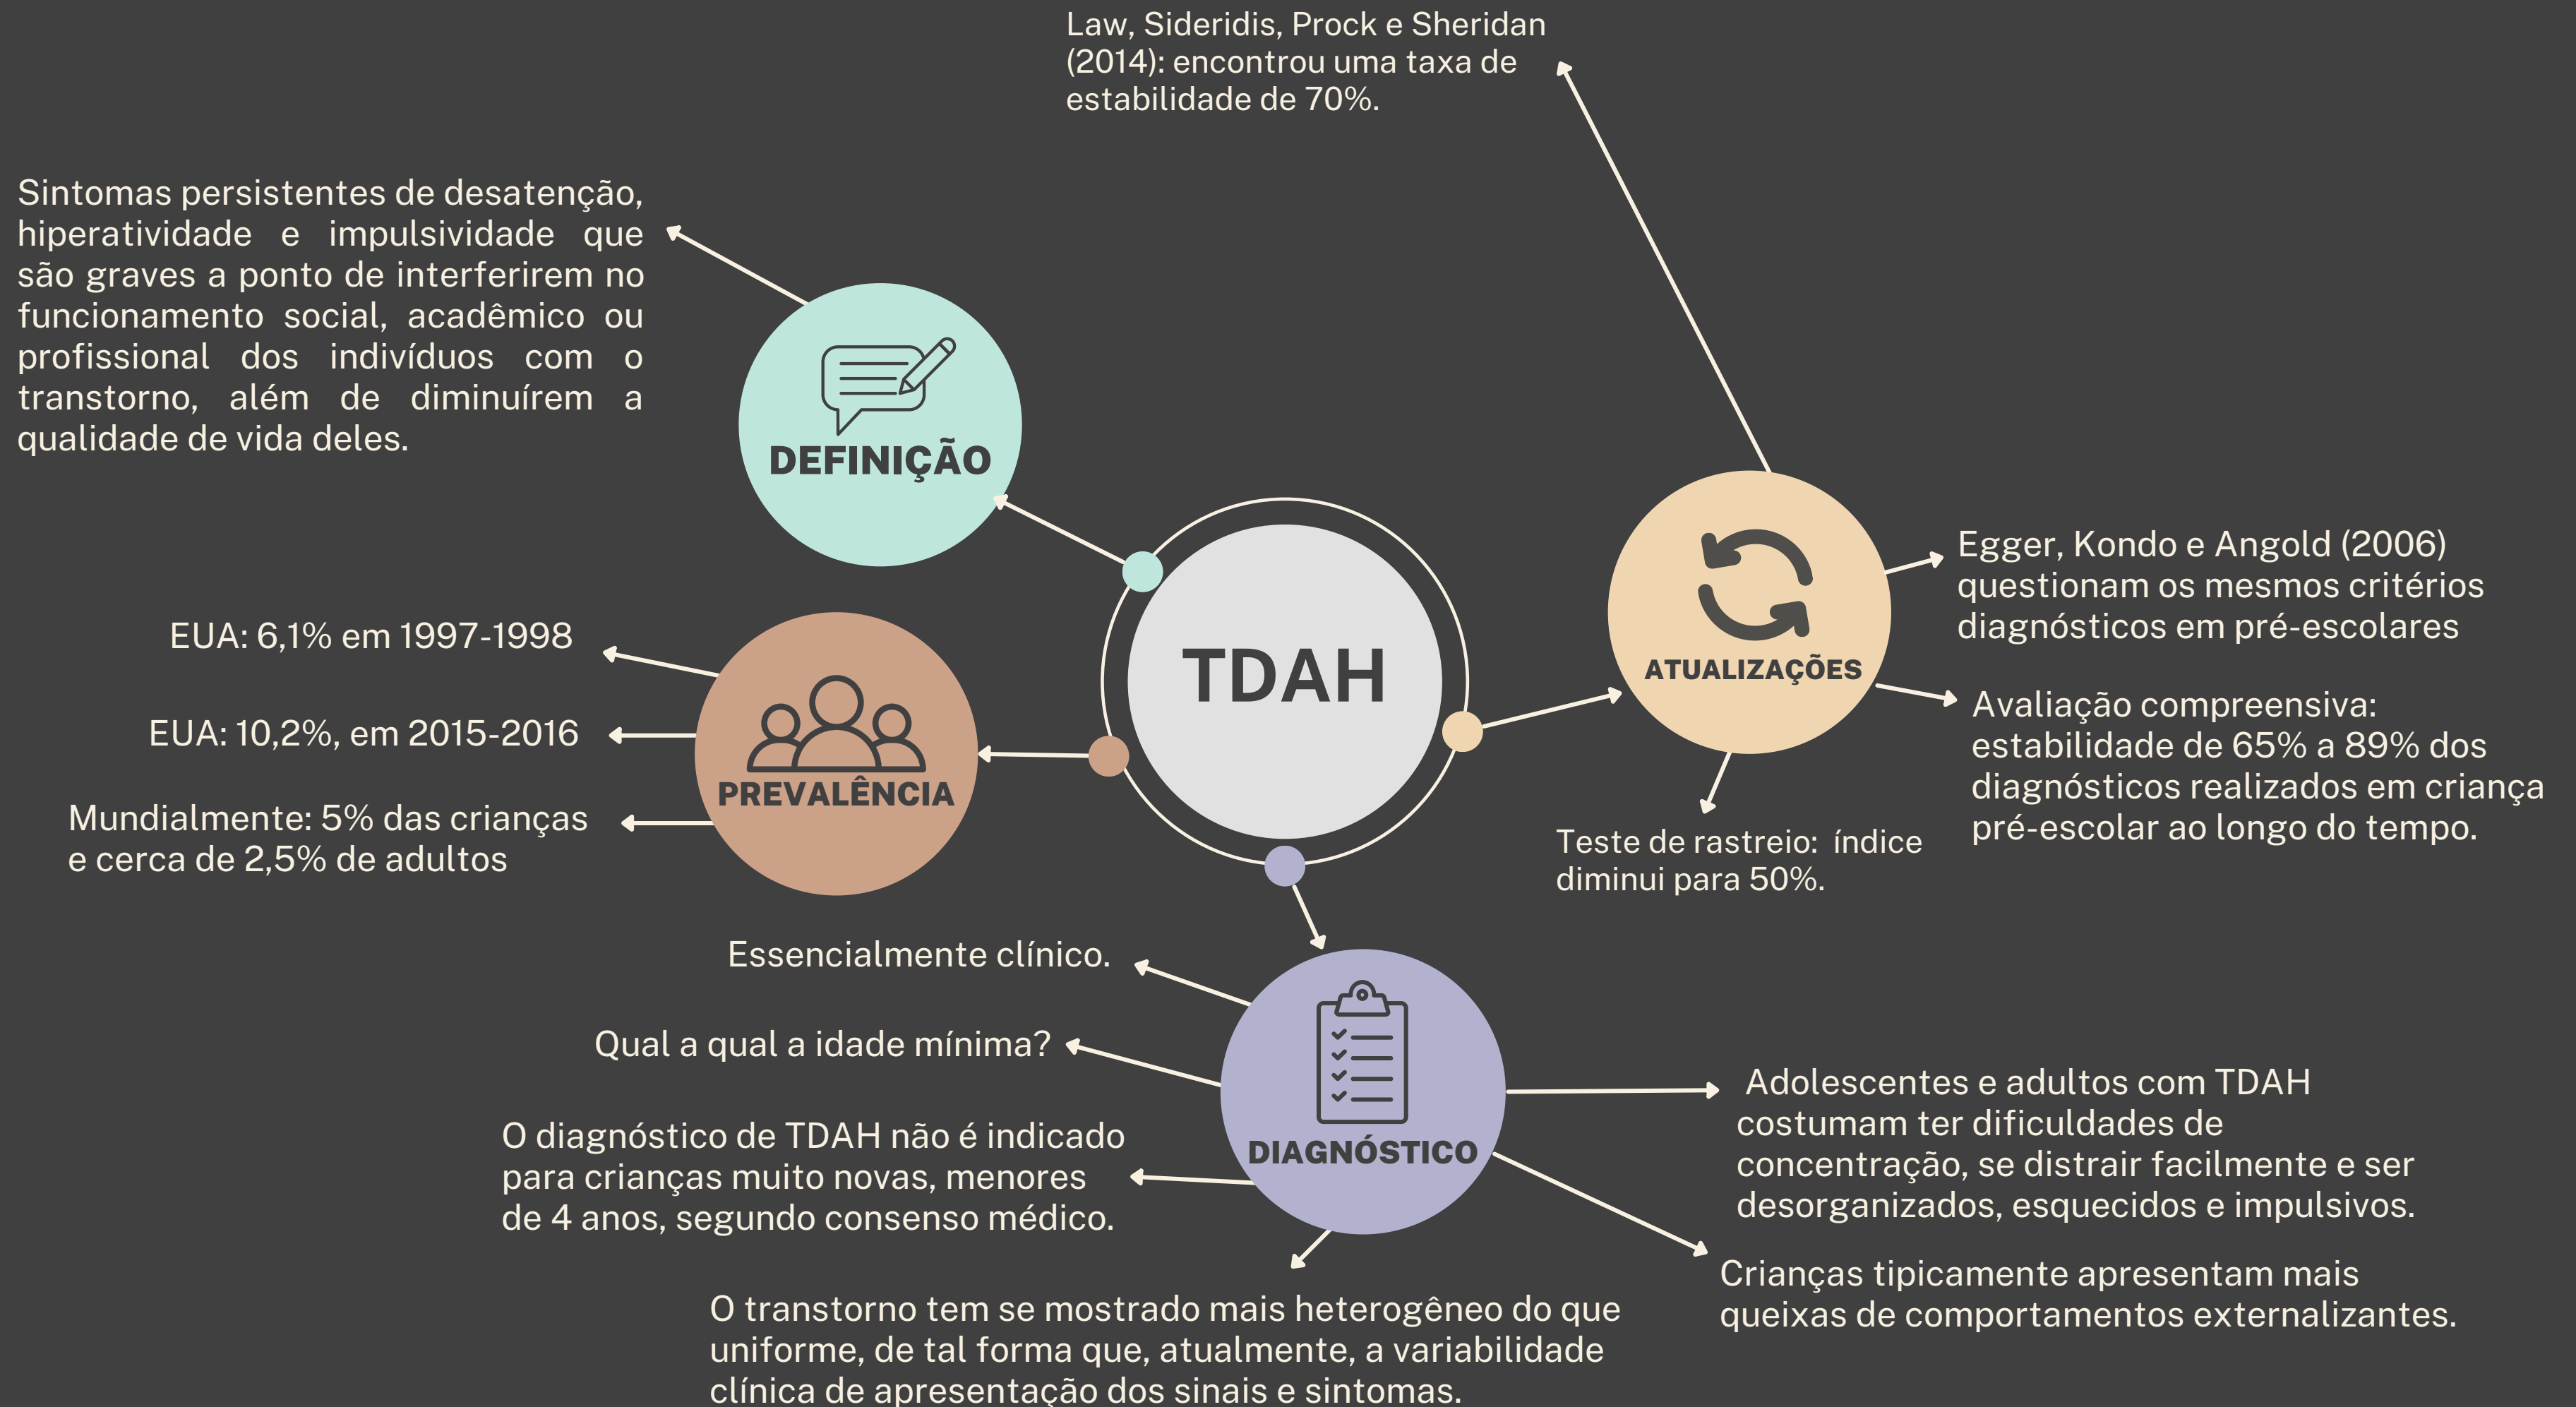 Law, Sideridis, Prock e Sheridan
(2014): encontrou uma taxa de
estabilidade de 70%.
Sintomas persistentes de desatenção,
hiperatividade e impulsividade que
são graves a ponto de interferirem no
funcionamento social, acadêmico ou
profissional dos indivíduos com o
transtorno, além de diminuírem a
qualidade de vida deles.
DEFINIÇÃO
TDAH
ATUALIZAÇÕES
Egger, Kondo e Angold (2006)
questionam os mesmos critérios
diagnósticos em pré-escolares
Avaliação compreensiva:
estabilidade de 65% a 89% dos
diagnósticos realizados em criança
pré-escolar ao longo do tempo.
Teste de rastreio: índice
diminui para 50%.
EUA: 6,1% em 1997-1998
EUA: 10,2%, em 2015-2016
Mundialmente: 5% das crianças
e cerca de 2,5% de adultos
PREVALÊNCIA
Essencialmente clínico.
Qual a qual a idade mínima?
O diagnóstico de TDAH não é indicado
para crianças muito novas, menores
de 4 anos, segundo consenso médico.
DIAGNÓSTICO
Adolescentes e adultos com TDAH
costumam ter dificuldades de
concentração, se distrair facilmente e ser
desorganizados, esquecidos e impulsivos.
Crianças tipicamente apresentam mais
queixas de comportamentos externalizantes.
O transtorno tem se mostrado mais heterogêneo do que
uniforme, de tal forma que, atualmente, a variabilidade
clínica de apresentação dos sinais e sintomas.